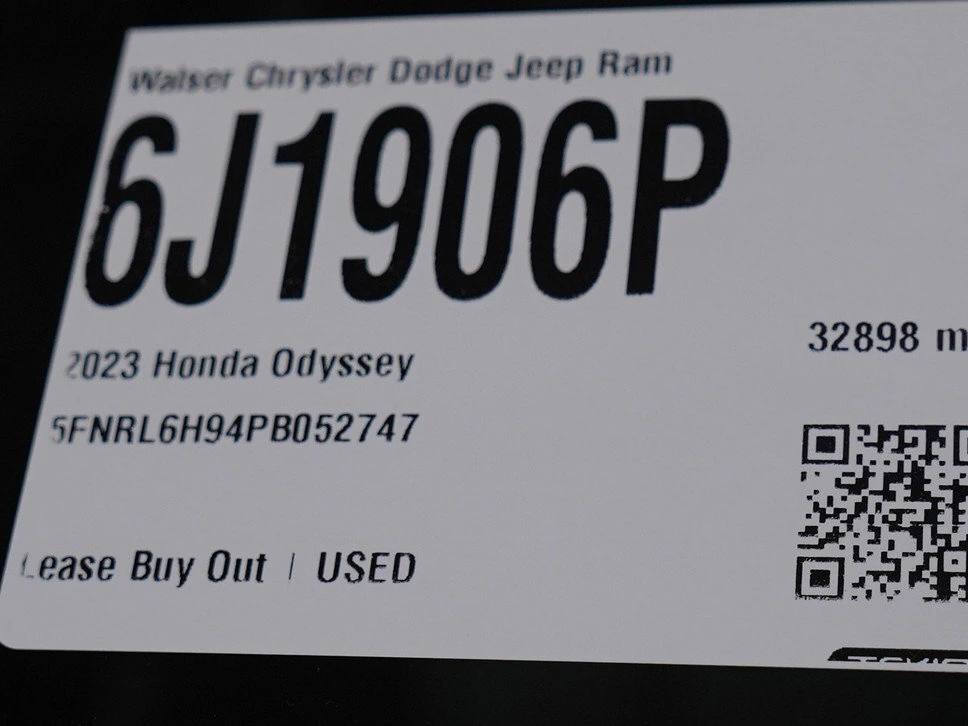 Walser Chrysler Dodge Jeep Ram
6J1906P
2023 Honda Odyssey
32898 m
5FNRL6H94PB052747
Lease Buy Out | USED